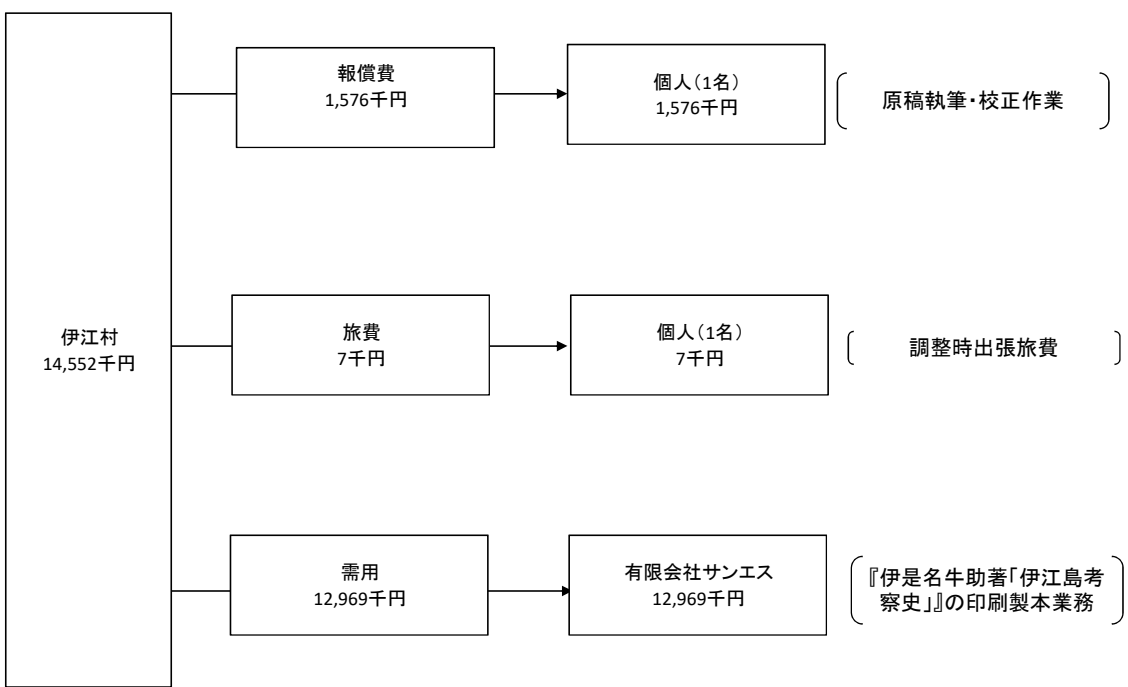 伊江村
14,552千円
報償費
1,576千円
個人(1名)
1,576千円
原稿執筆・校正作業
旅費
7千円
個人(1名)
7千円
調整時出張旅費
需用
12,969千円
有限会社サンエス
12,969千円
『伊是名牛助著「伊江島考
察史」』の印刷製本業務